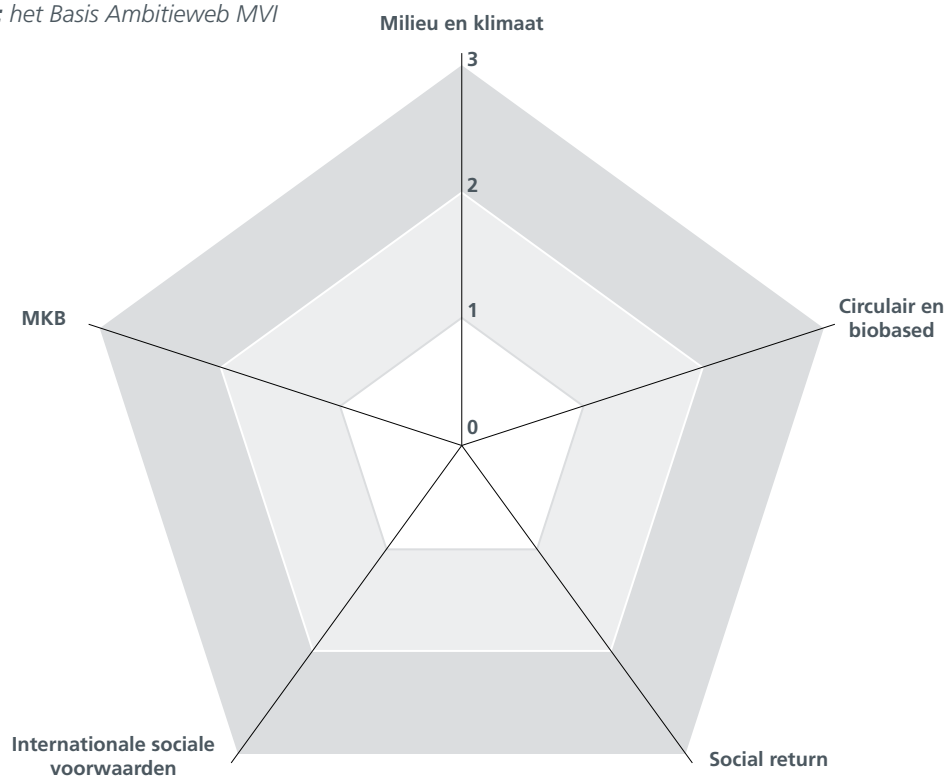 : het Basis Ambitieweb MVI
Milieu en klimaat
3
2
1
0
MKB
Circulair en
biobased
Internationale sociale
voorwaarden
Social return